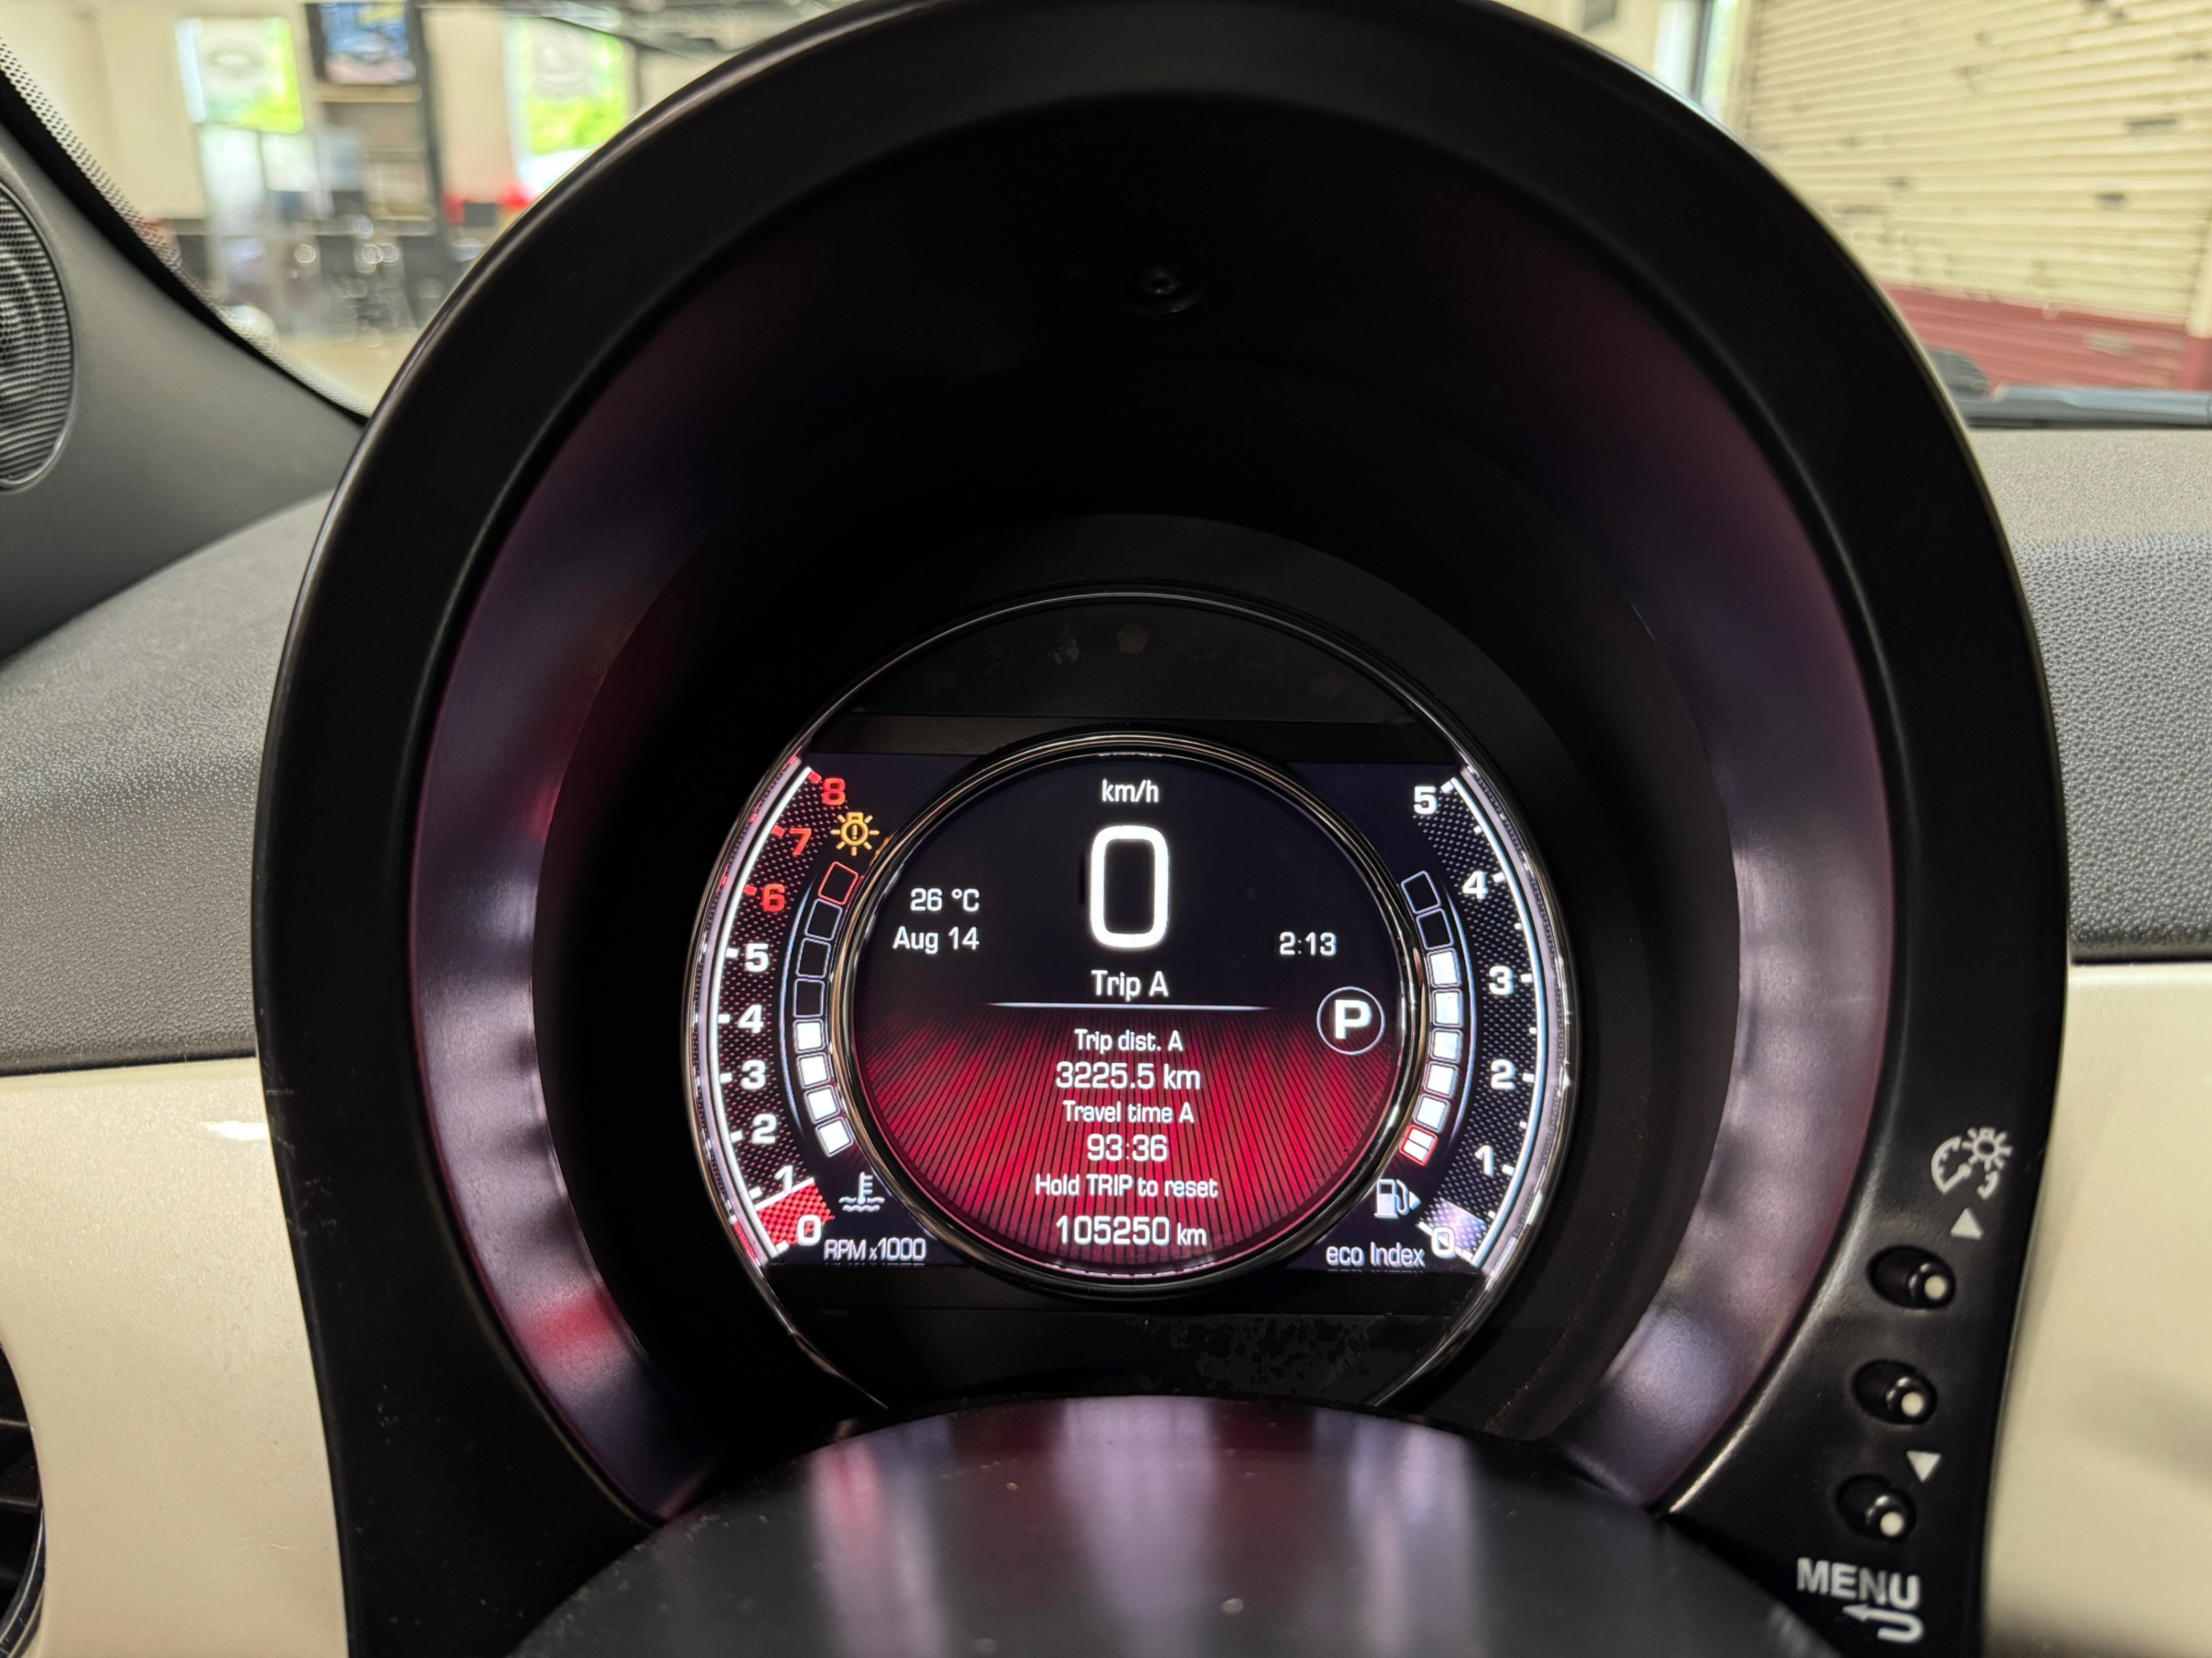 km/h
0
26 °C
Aug 14
2:13
Trip A
P
Trip dist. A
3225.5 km
Travel time A
93:36
Hold TRIP to reset
105250 km
8
7
6
5
4
3
2
1
0
RPM x1000
5
4
3
2
1
0
eco Index
MENU